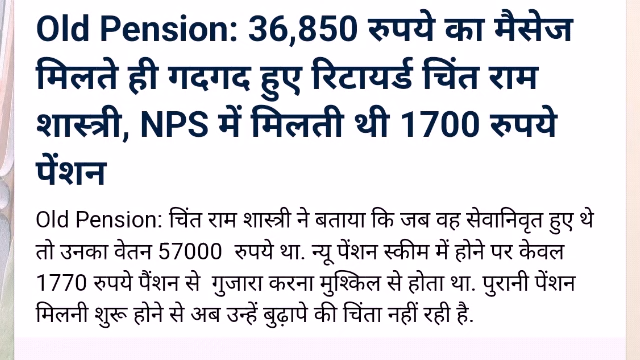 Old Pension: 36,850 रुपये का मैसेज
मिलते ही गदगद हुए रिटायर्ड चिंत राम
शास्त्री, NPS में मिलती थी 1700 रुपये
पेंशन
Old Pension: चिंत राम शास्त्री ने बताया कि जब वह सेवानिवृत हुए थे
तो उनका वेतन 57000 रुपये था. न्यू पेंशन स्कीम में होने पर केवल
1770 रुपये पैंशन से गुजारा करना मुश्किल से होता था. पुरानी पेंशन
मिलनी शुरू होने से अब उन्हें बुढ़ापे की चिंता नहीं रही है.